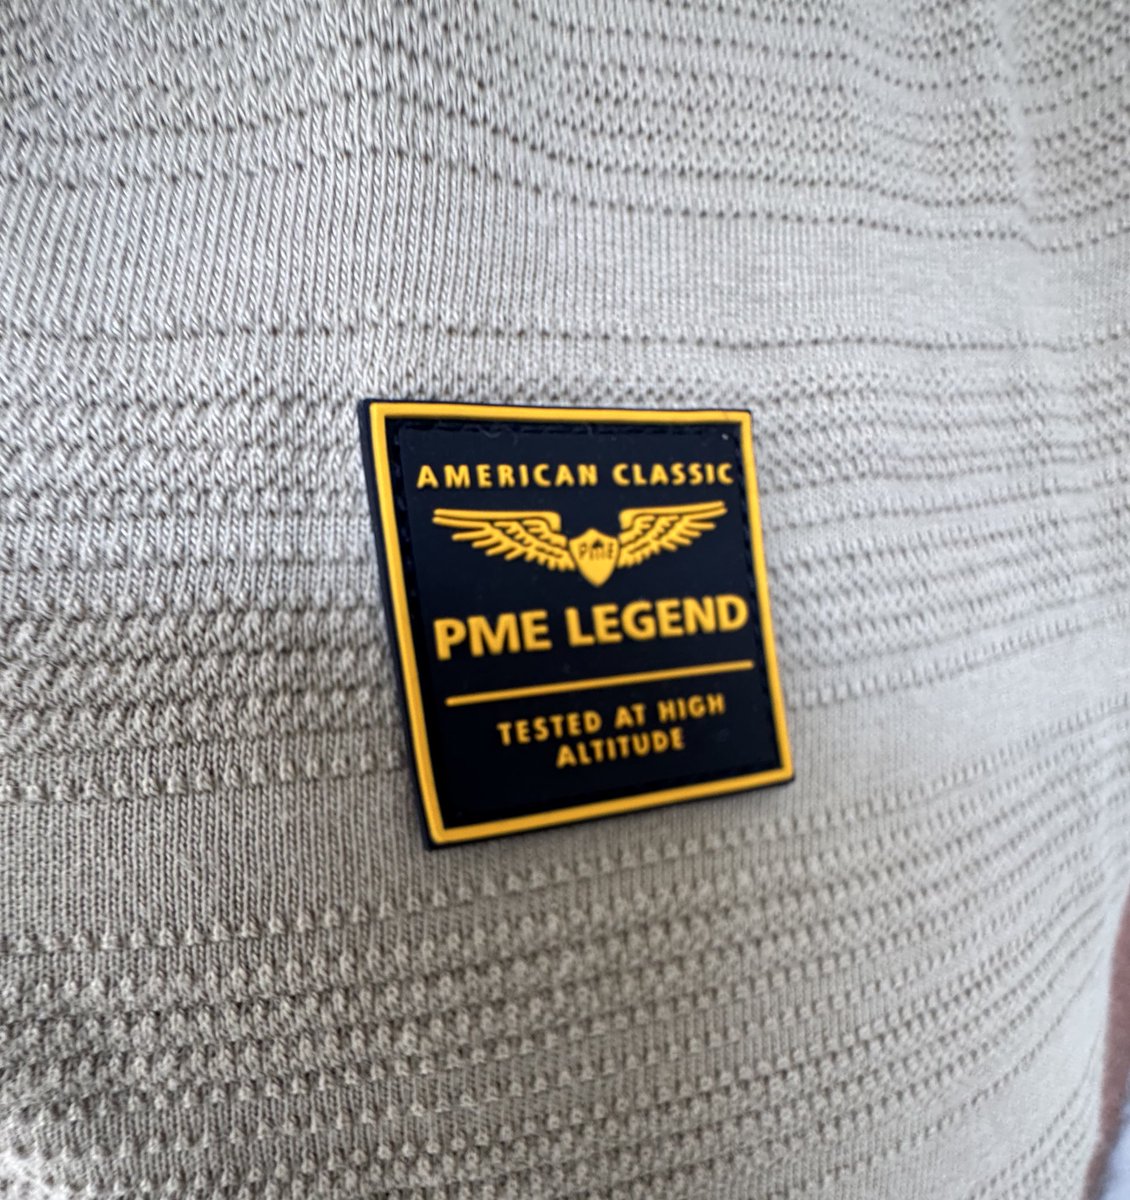 AMERICAN CLASSIC
PME
PME LEGEND
TESTED AT HIGH
ALTITUDE